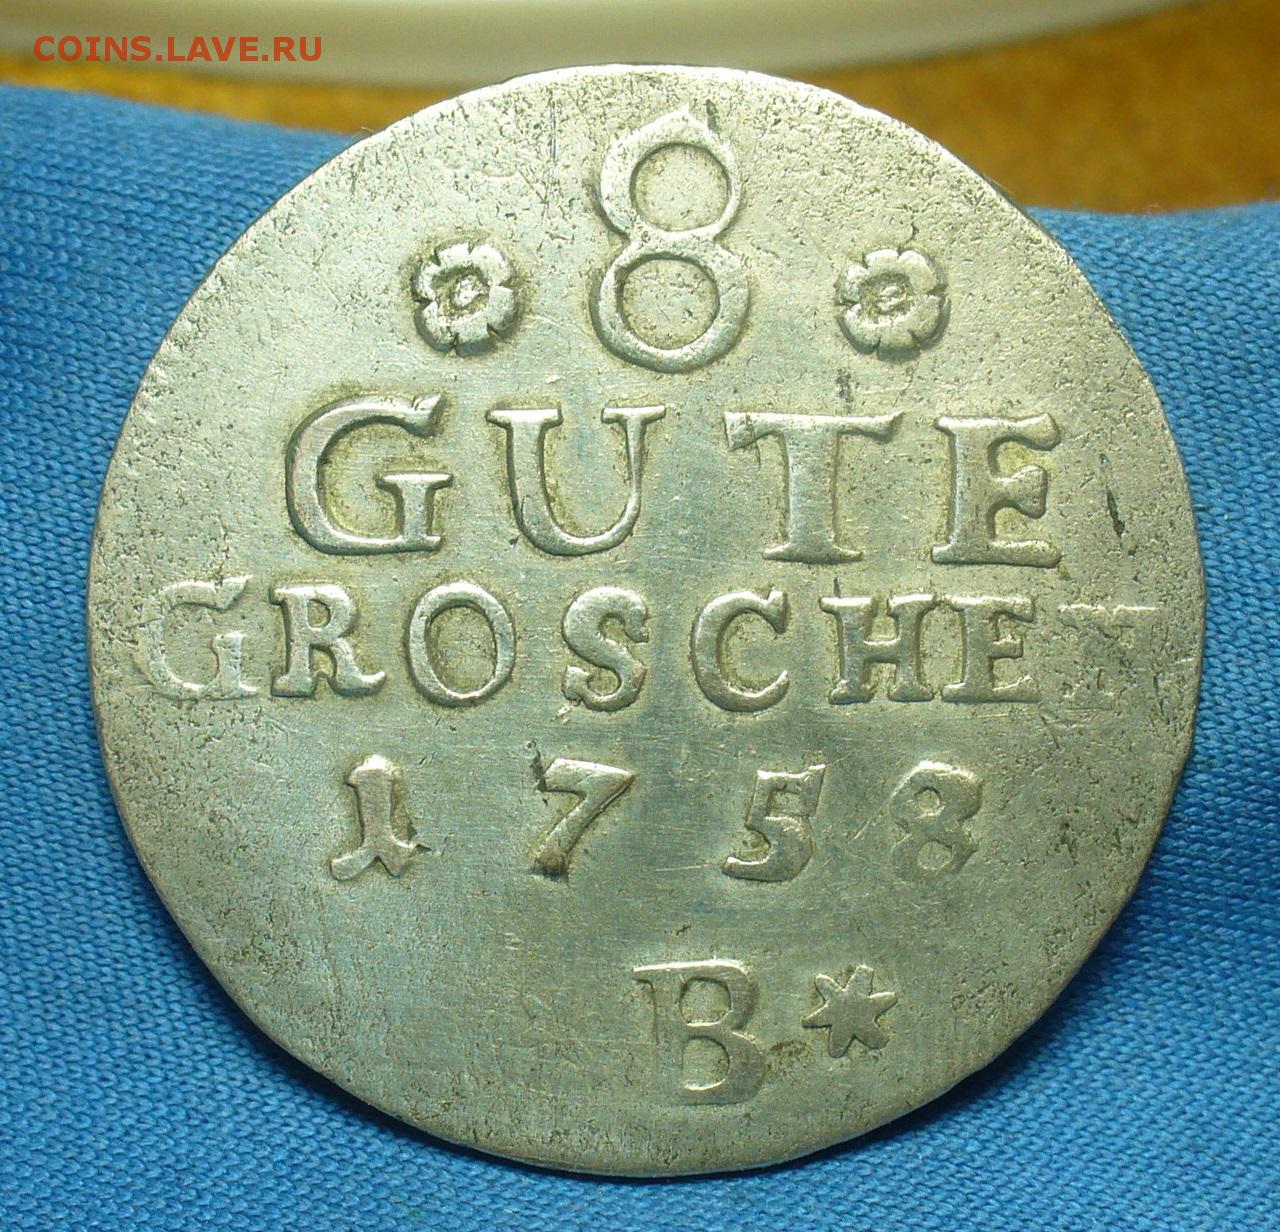 COINS.LAVE.RU
8
GUTE
GROSCHEN
1758
B*